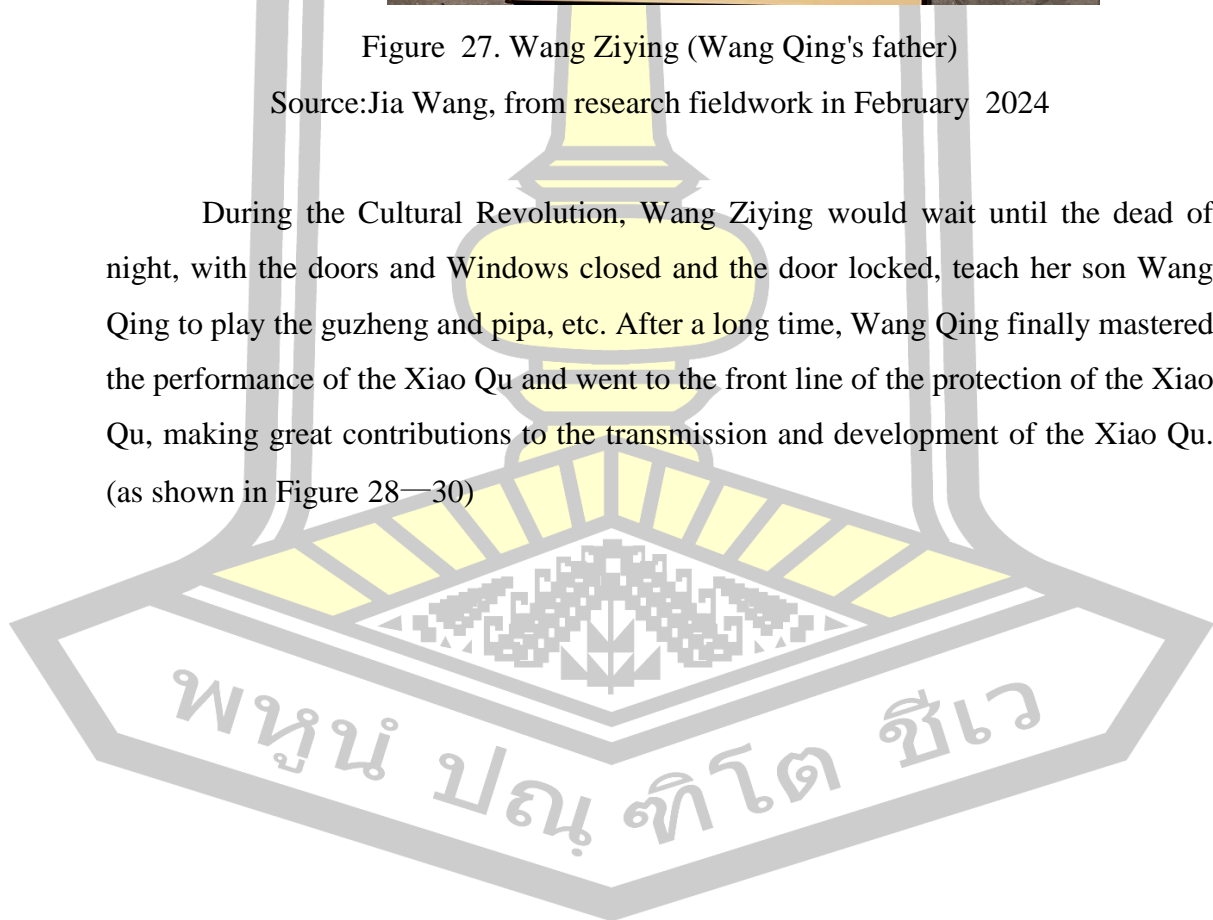 Figure  27. Wang Ziying (Wang Qing's father)
Source:Jia Wang, from research fieldwork in February  2024
During the Cultural Revolution, Wang Ziying would wait until the dead of
night, with the doors and Windows closed and the door locked, teach her son Wang
Qing to play the guzheng and pipa, etc. After a long time, Wang Qing finally mastered
the performance of the Xiao Qu and went to the front line of the protection of the Xiao
Qu, making great contributions to the transmission and development of the Xiao Qu.
(as shown in Figure 28—30)
พหูนํ ปณฺฑิโต ชีเว